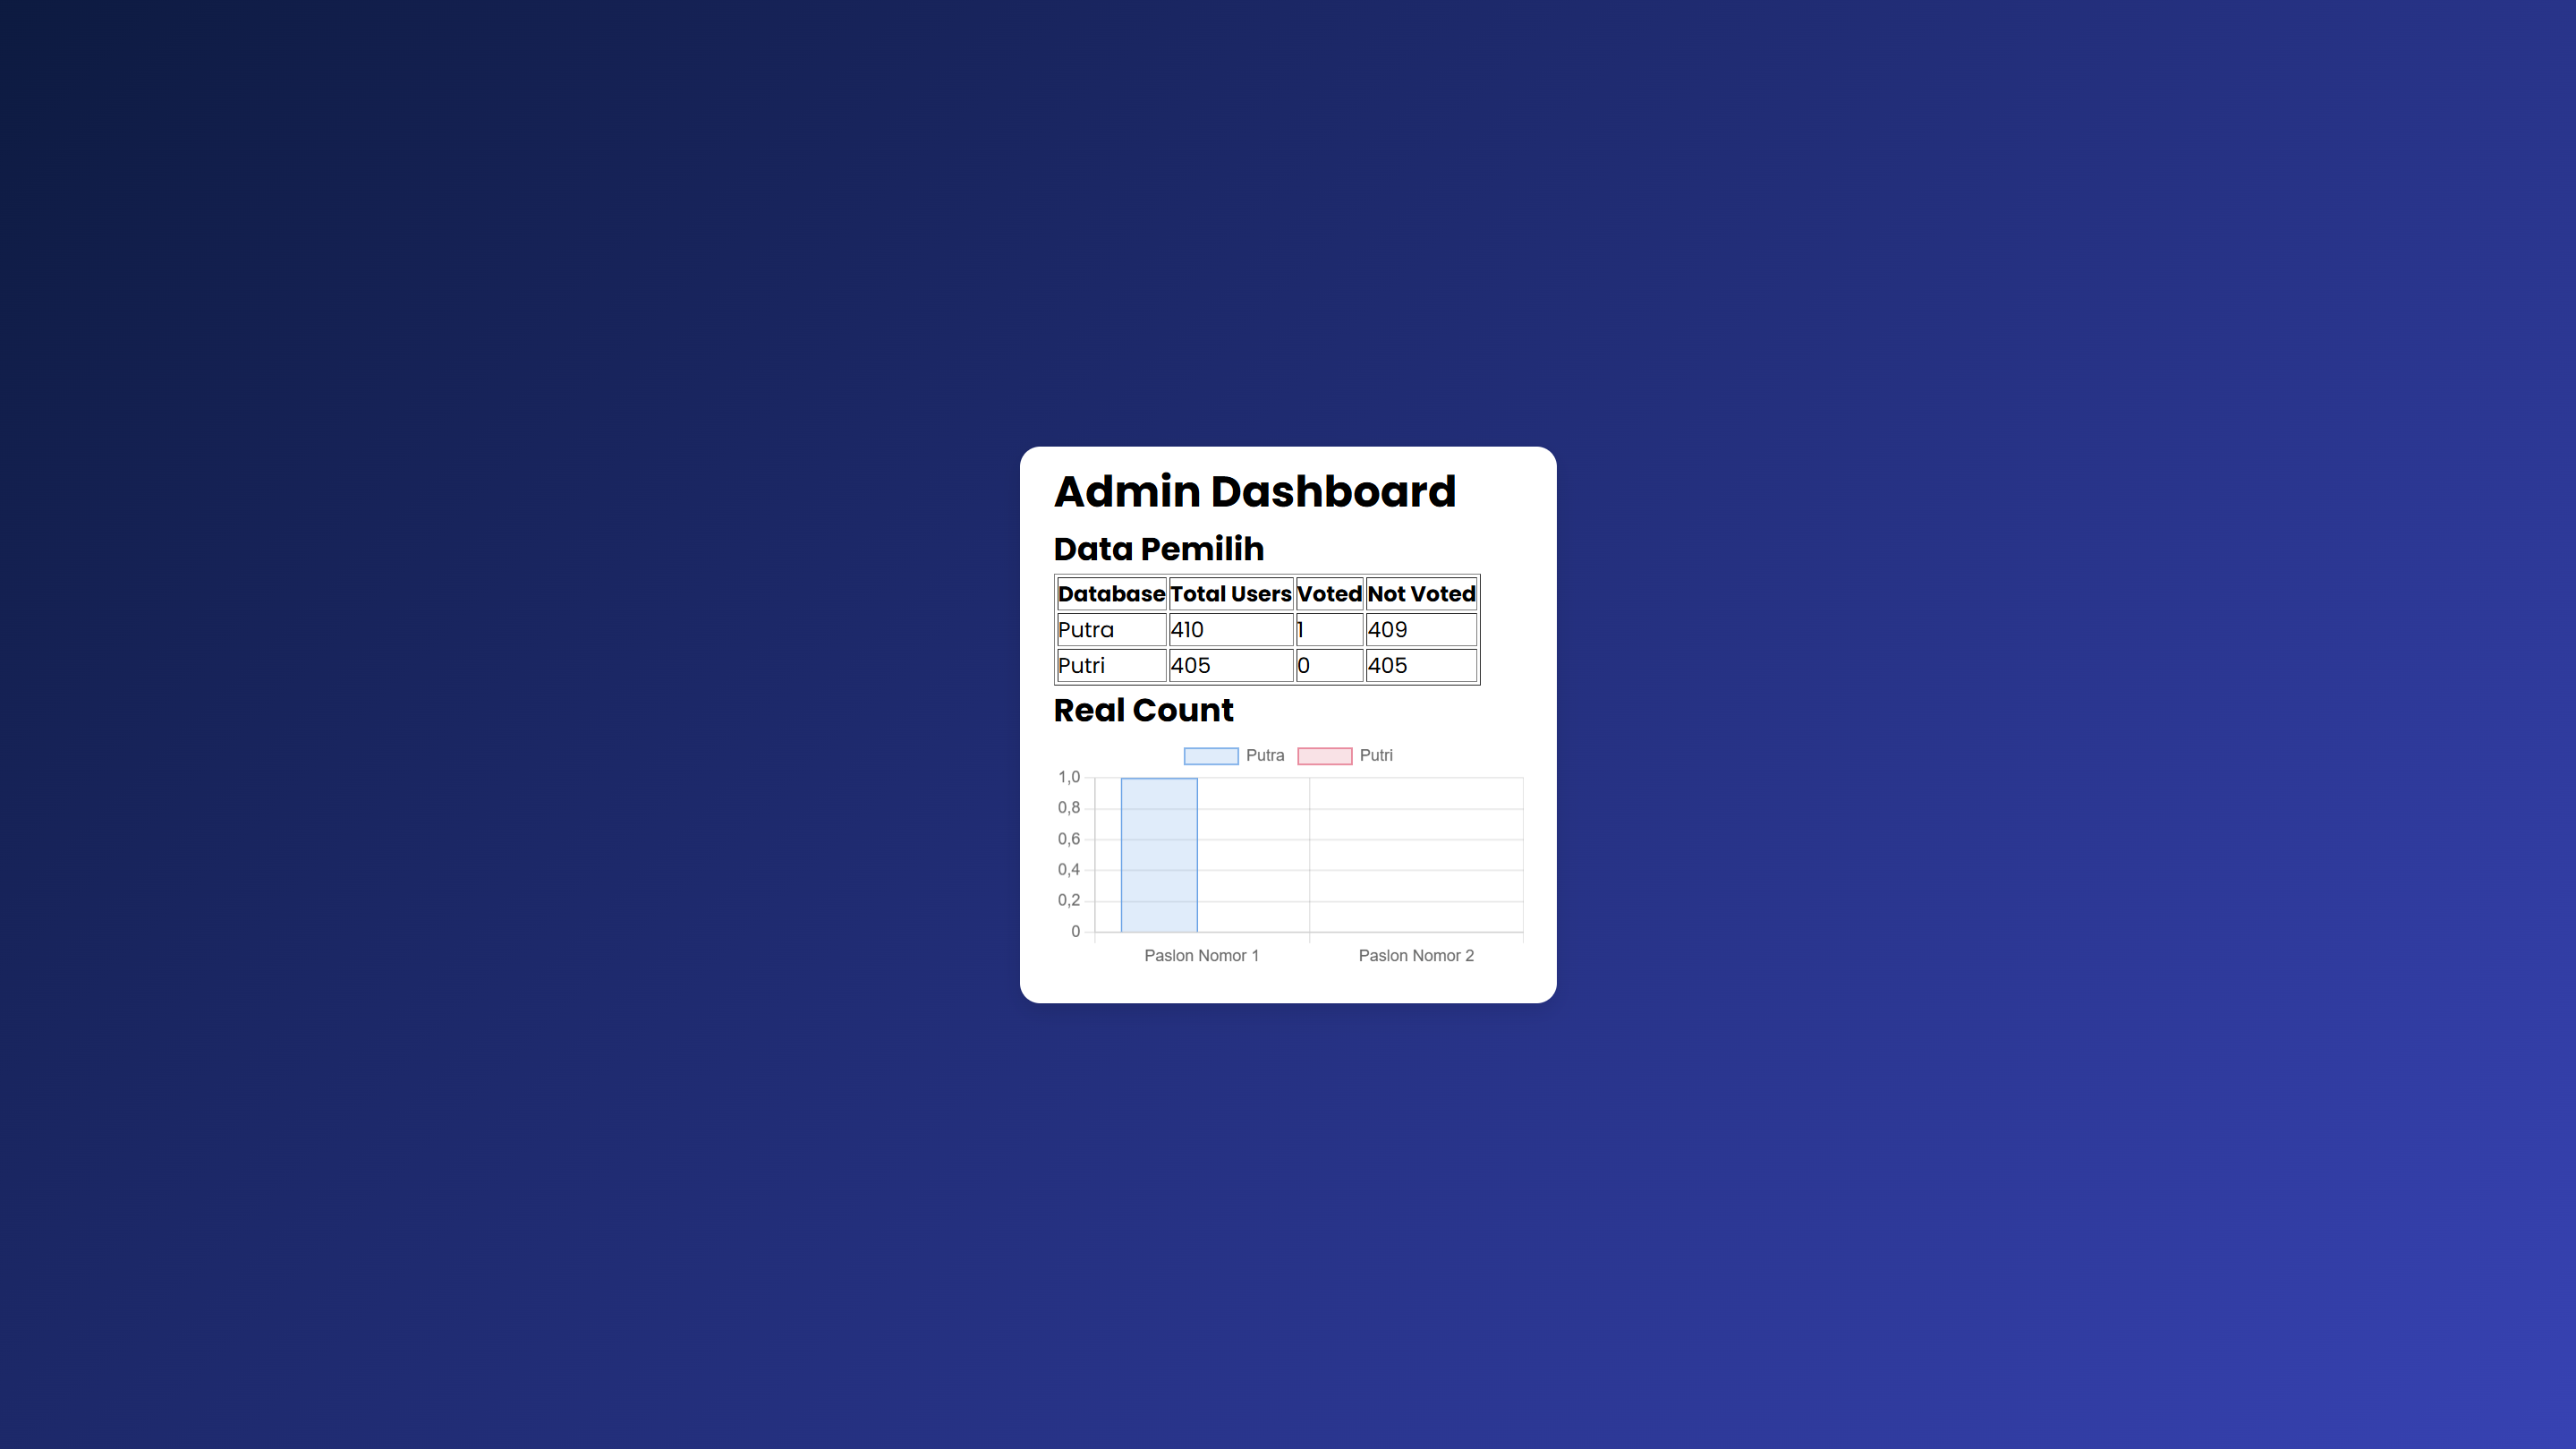 Admin Dashboard
Data Pemilih
Database Total Users Voted Not Voted
Putra 410 1 409
Putri 405 0 405
Real Count
Putra Putri
1,0
0,8
0,6
0,4
0,2
0
Paslon Nomor 1 Paslon Nomor 2